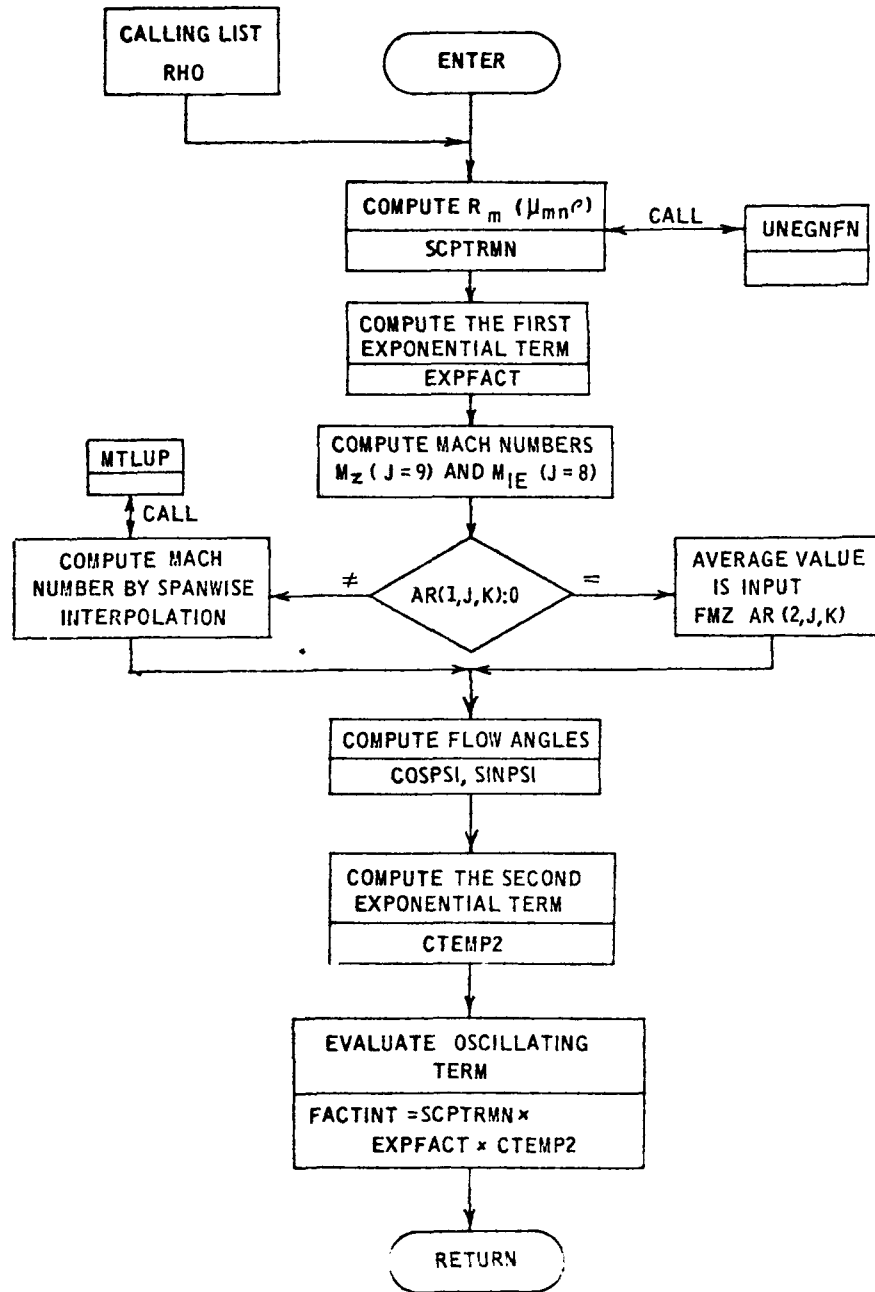 CALLING LIST
RHO
ENTER
COMPUTE R m (μmnρ)
SCPTRMN
CALL
UNEGNFN
COMPUTE THE FIRST
EXPONENTIAL TERM
EXPFACT
COMPUTE MACH NUMBERS
Mz ( J = 9) AND MIE (J = 8)
MTLUP
CALL
COMPUTE MACH
NUMBER BY SPANWISE
INTERPOLATION
≠
AR(1,J,K):0
=
AVERAGE VALUE
IS INPUT
FMZ AR (2,J,K)
COMPUTE FLOW ANGLES
COSPSI, SINPSI
COMPUTE THE SECOND
EXPONENTIAL TERM
CTEMP2
EVALUATE OSCILLATING
TERM
FACTINT = SCPTRMN ×
EXPFACT × CTEMP2
RETURN